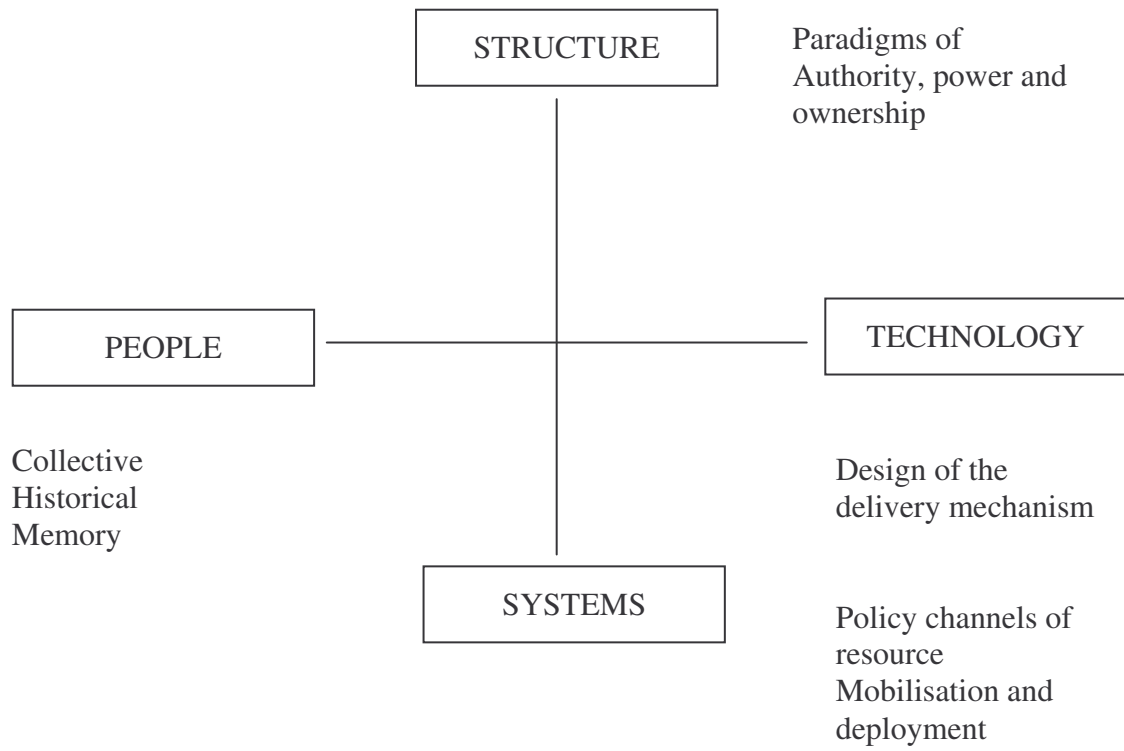 STRUCTURE
Paradigms of
Authority, power and
ownership
PEOPLE
TECHNOLOGY
Collective
Historical
Memory
Design of the
delivery mechanism
SYSTEMS
Policy channels of
resource
Mobilisation and
deployment